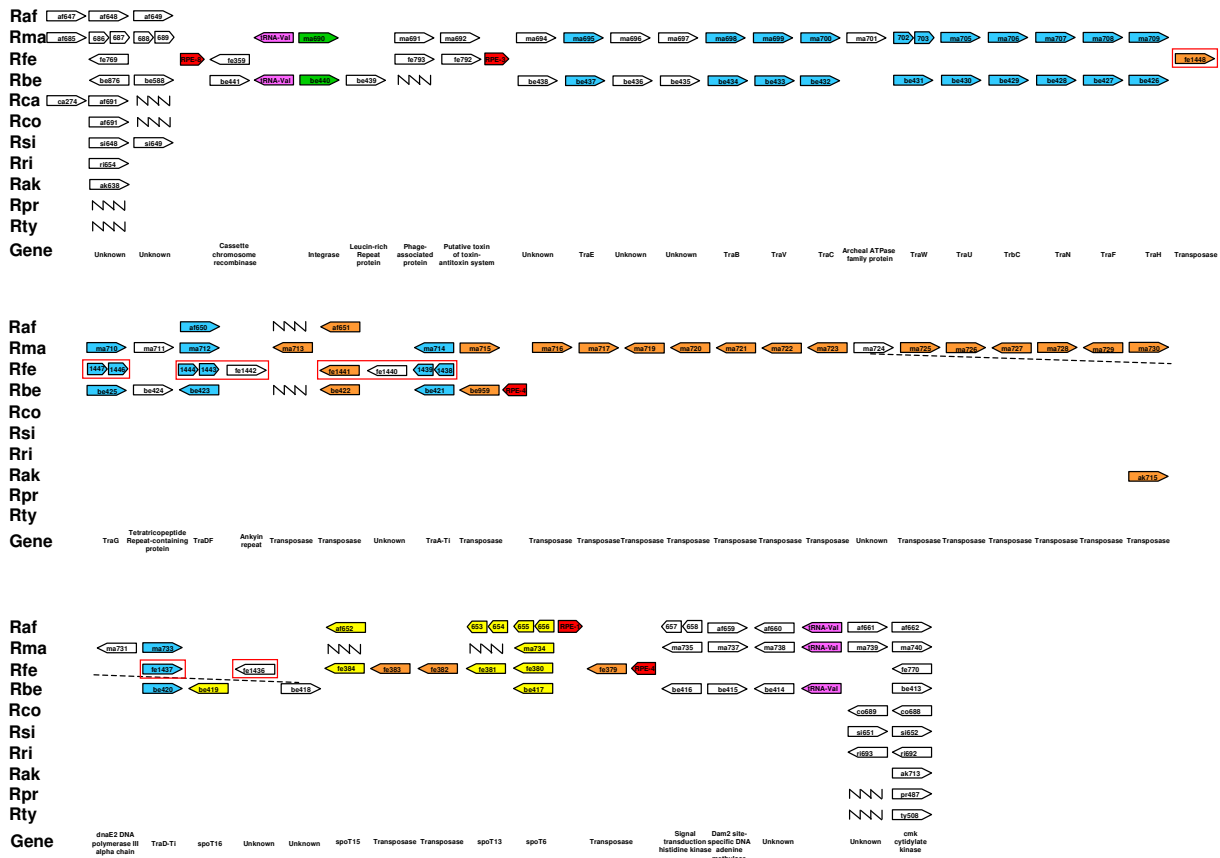 Raf af647 af648 af649
Rma af685 686 687 688 689 tRNA-Val ma690 ma691 ma692 ma694 ma695 ma696 ma697 ma698 ma699 ma700 ma701 702 703 ma705 ma706 ma707 ma708 ma709
Rfe fe769 fe359 fe793 fe792 fe1448
Rbe be876 be588 be441 tRNA-Val be440 be439 be438 be437 be436 be435 be434 be433 be432 be431 be430 be429 be428 be427 be426
Rca ca274 af691
Rco af691
Rsi si648 si649
Rri ri654
Rak ak638
Rpr
Rty
Gene Unknown Unknown Cassette chromosome recombinase Integrase Leucin-rich Repeat protein Phage-associated protein Putative toxin of toxin-antitoxin system Unknown TraE Unknown Unknown TraB TraV TraC Archeal ATPase family protein TraW TraU TrbC TraN TraF TraH Transposase
Raf af650 af651
Rma ma710 ma711 ma712 ma713 ma714 ma715 ma716 ma717 ma719 ma720 ma721 ma722 ma723 ma724 ma725 ma726 ma727 ma728 ma729 ma730
Rfe 1447 1446 1444 1443 fe1442 fe1441 fe1440 1439 1438
Rbe be425 be424 be423 be422 be421 be959 RPE-4
Rco
Rsi
Rri
Rak ak715
Rpr
Rty
Gene TraG Tetratricopeptide Repeat-containing protein TraDF Ankyin repeat Transposase Transposase Unknown TraA-Ti Transposase Transposase Transposase Transposase Transposase Transposase Transposase Transposase Unknown Transposase Transposase Transposase Transposase Transposase Transposase
Raf af652 653 654 655 656 657 658 af659 af660 tRNA-Val af661 af662
Rma ma731 ma733 ma734 ma735 ma737 ma738 tRNA-Val ma739 ma740
Rfe fe1437 fe1436 fe384 fe383 fe382 fe381 fe380 fe379 fe770
Rbe be420 be419 be418 be417 be416 be415 be414 tRNA-Val be413
Rco co689 co688
Rsi si651 si652
Rri ri693 ri692
Rak ak713
Rpr pr487
Rty ty508
Gene dnaE2 DNA polymerase III alpha chain TraD-Ti spoT16 Unknown Unknown spoT15 Transposase Transposase spoT13 spoT6 Transposase Signal transduction histidine kinase Dam2 site-specific DNA adenine Unknown Unknown cmk cytidylate kinase